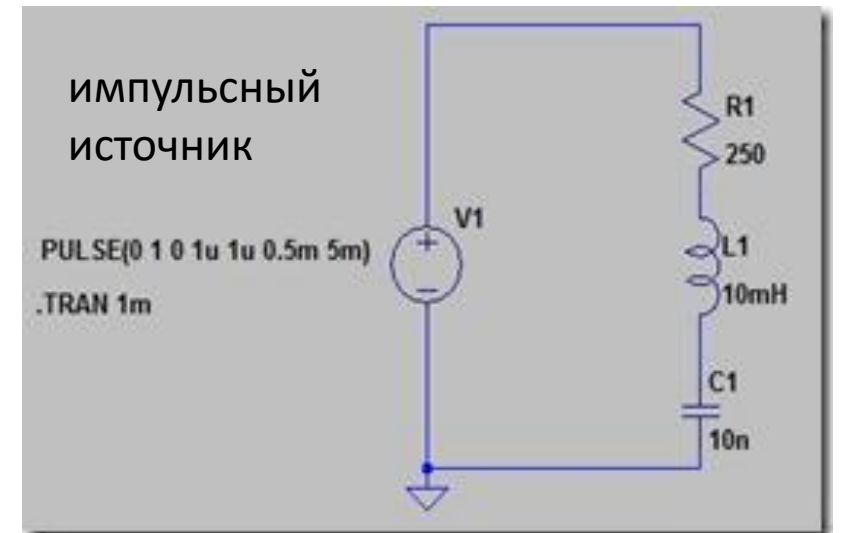 импульсный
источник
R1
250
V1
PULSE(0 1 0 1u 1u 0.5m 5m)
.TRAN 1m
L1
10mH
C1
10n